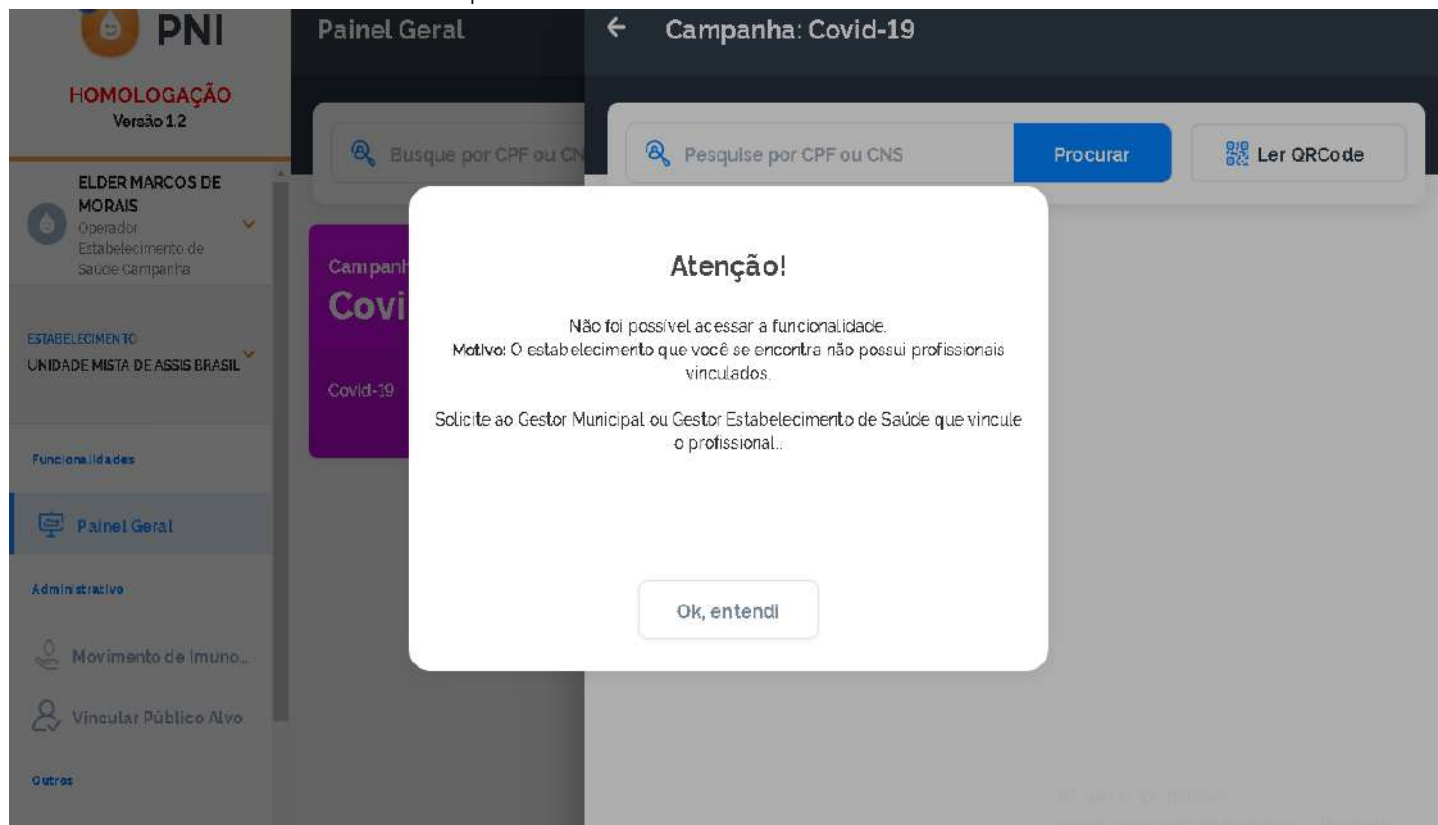 PNI
HOMOLOGAÇÃO
Versão 1.2
ELDER MARCOS DE
MORAIS
Operador
Estabelecimento de
Saúde Campanha
ESTABELECIMENTO
UNIDADE MISTA DE ASSIS BRASIL
Funcionalidades
Painel Geral
Administrativo
Movimento de Imuno...
Vincular Público Alvo
Outros
Painel Geral
Busque por CPF ou CN
Campanh
Covi
Covid-19
Campanha: Covid-19
Pesquise por CPF ou CNS
Procurar
Ler QRCode
Atenção!
Não foi possível acessar a funcionalidade.
Motivo: O estabelecimento que você se encontra não possui profissionais
vinculados.
Solicite ao Gestor Municipal ou Gestor Estabelecimento de Saúde que vincule
o profissional..
Ok, entendi